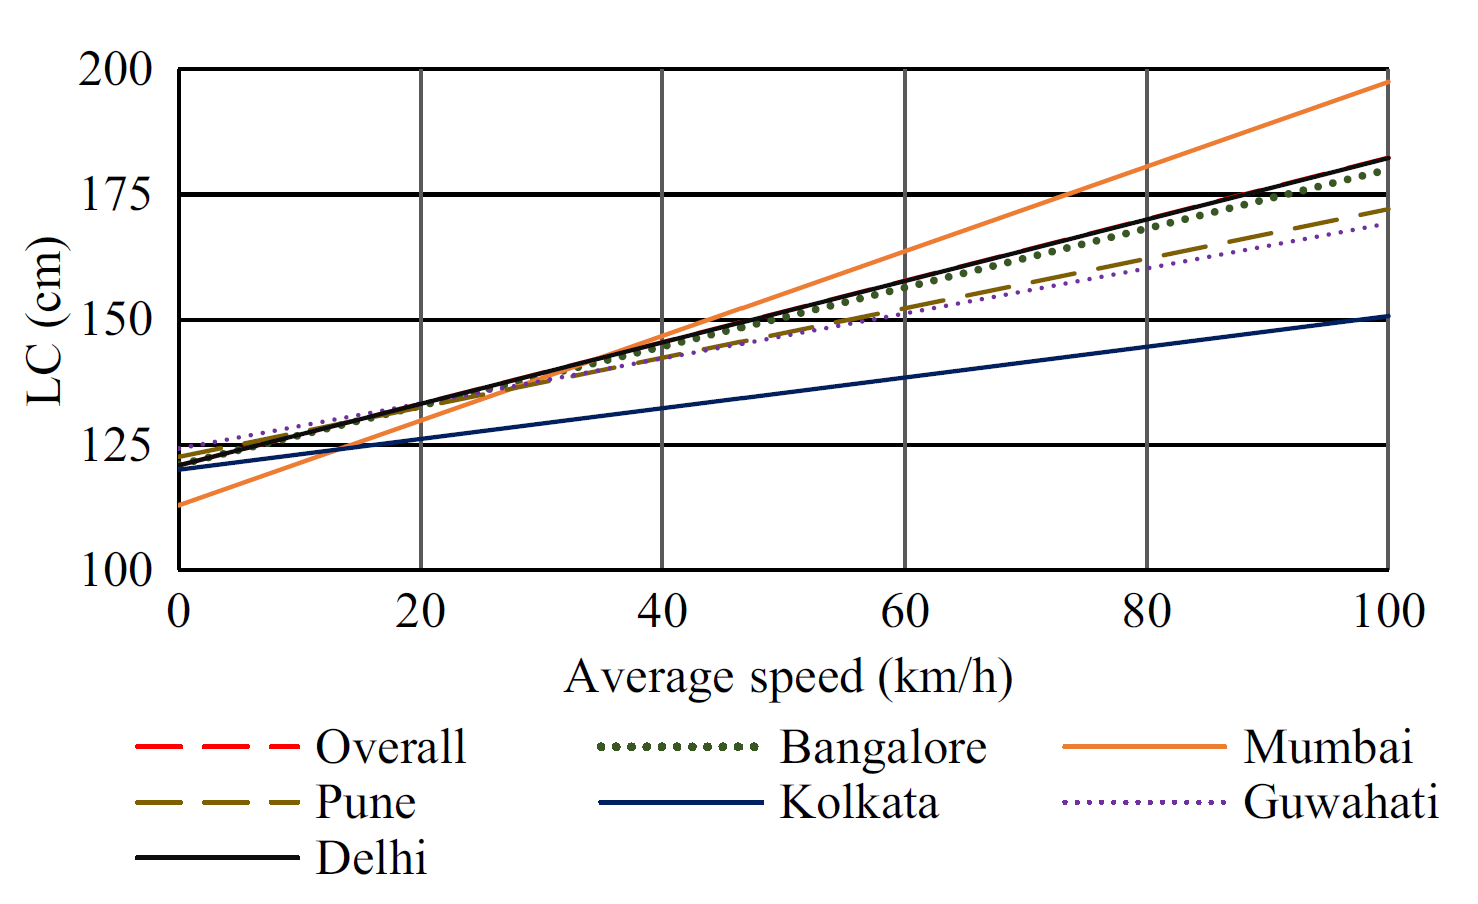 200
175
150
125
100
LC (cm)
0 20 40 60 80 100
Average speed (km/h)
Overall Bangalore Mumbai
Pune Kolkata Guwahati
Delhi